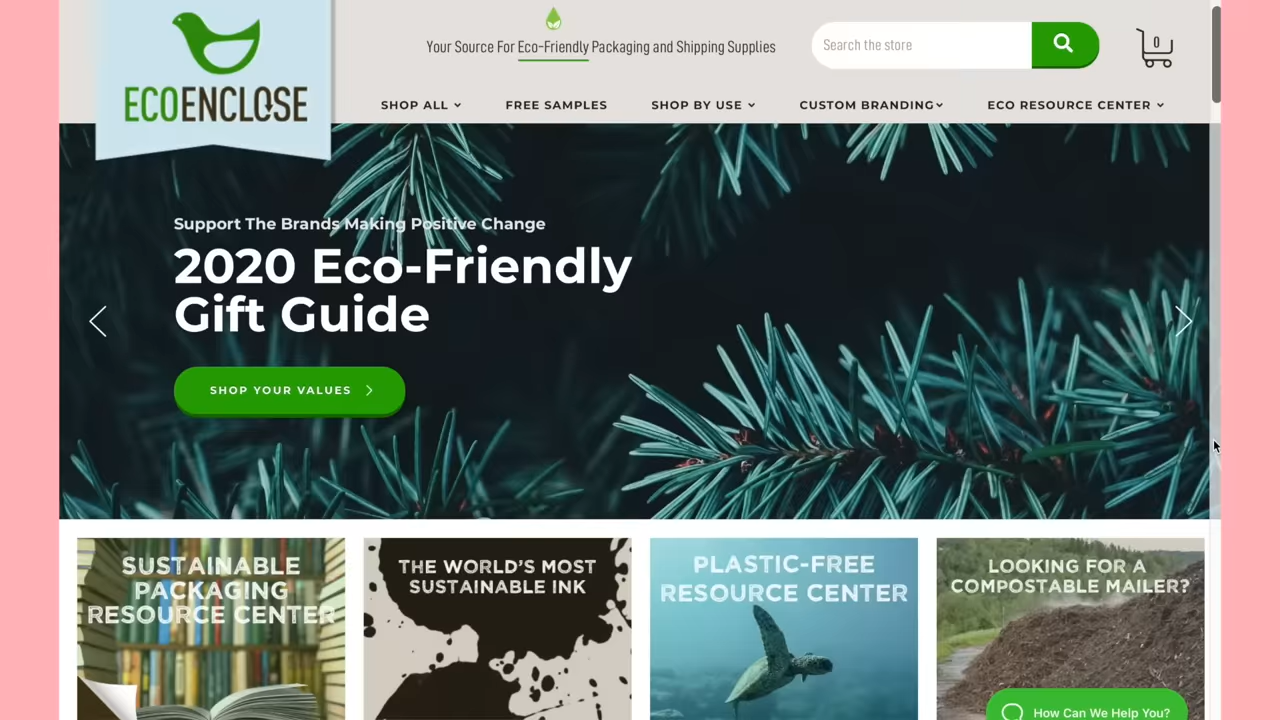 Your Source For Eco-Friendly Packaging and Shipping Supplies
Search the store
0
ECOENCLOSE
SHOP ALL
FREE SAMPLES
SHOP BY USE
CUSTOM BRANDING
ECO RESOURCE CENTER
Support The Brands Making Positive Change
2020 Eco-Friendly
Gift Guide
SHOP YOUR VALUES
SUSTAINABLE
PACKAGING
RESOURCE CENTER
THE WORLD'S MOST
SUSTAINABLE INK
PLASTIC-FREE
RESOURCE CENTER
LOOKING FOR A
COMPOSTABLE MAILER?
How Can We Help You?